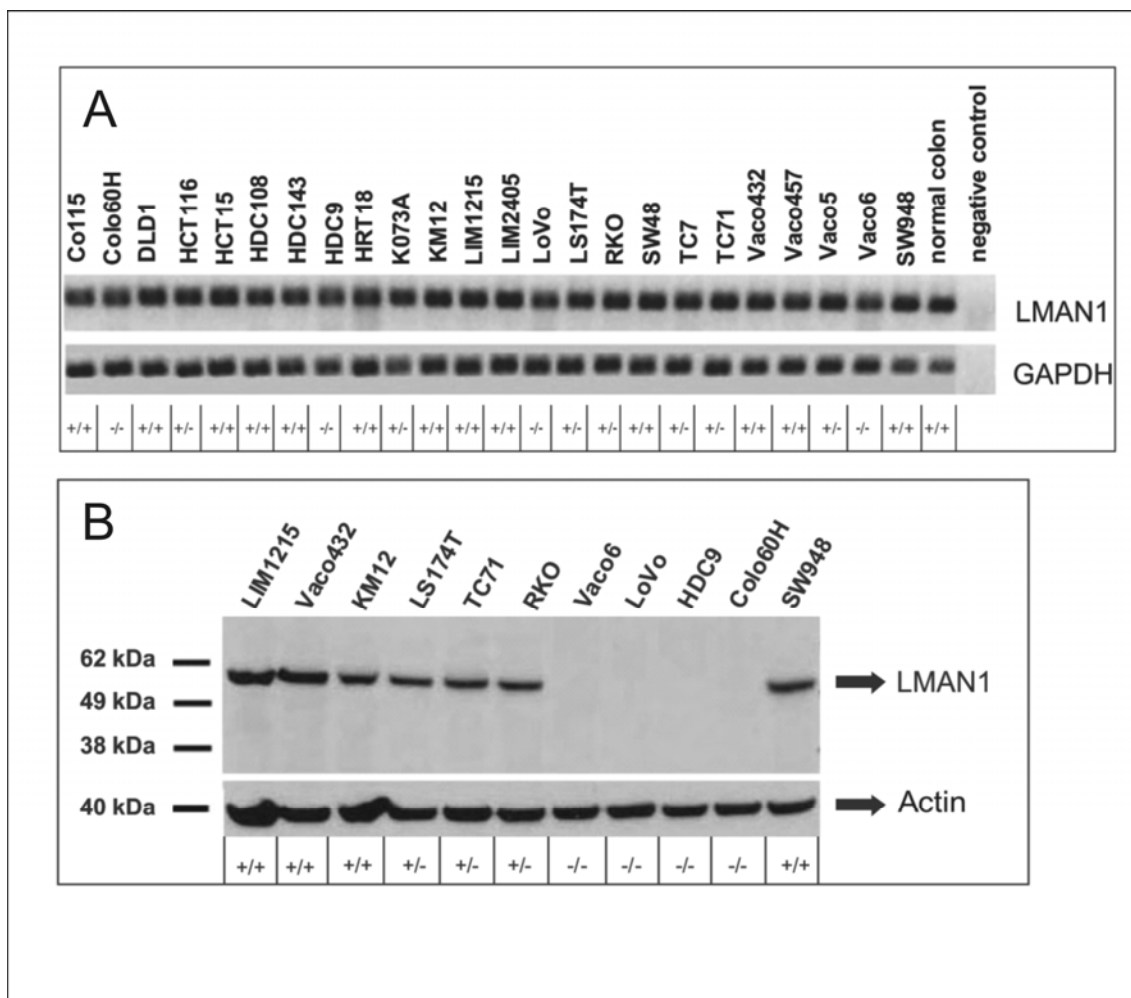 A
Co115 Colo60H DLD1 HCT116 HCT15 HDC108 HDC143 HDC9 HRT18 K073A KM12 LIM1215 LIM2405 LoVo LS174T RKO SW48 TC7 TC71 Vaco432 Vaco457 Vaco5 Vaco6 SW948 normal colon negative control
LMAN1
GAPDH
+/+ -/- +/+ +/- +/+ +/+ +/+ -/- +/+ +/- +/+ +/+ +/+ -/- +/- +/- +/+ +/- +/- +/+ +/+ +/- -/- +/+ +/+
B
LIM1215 Vaco432 KM12 LS174T TC71 RKO Vaco6 LoVo HDC9 Colo60H SW948
62 kDa
LMAN1
49 kDa
38 kDa
40 kDa Actin
+/+ +/+ +/+ +/- +/- +/- -/- -/- -/- -/- +/+